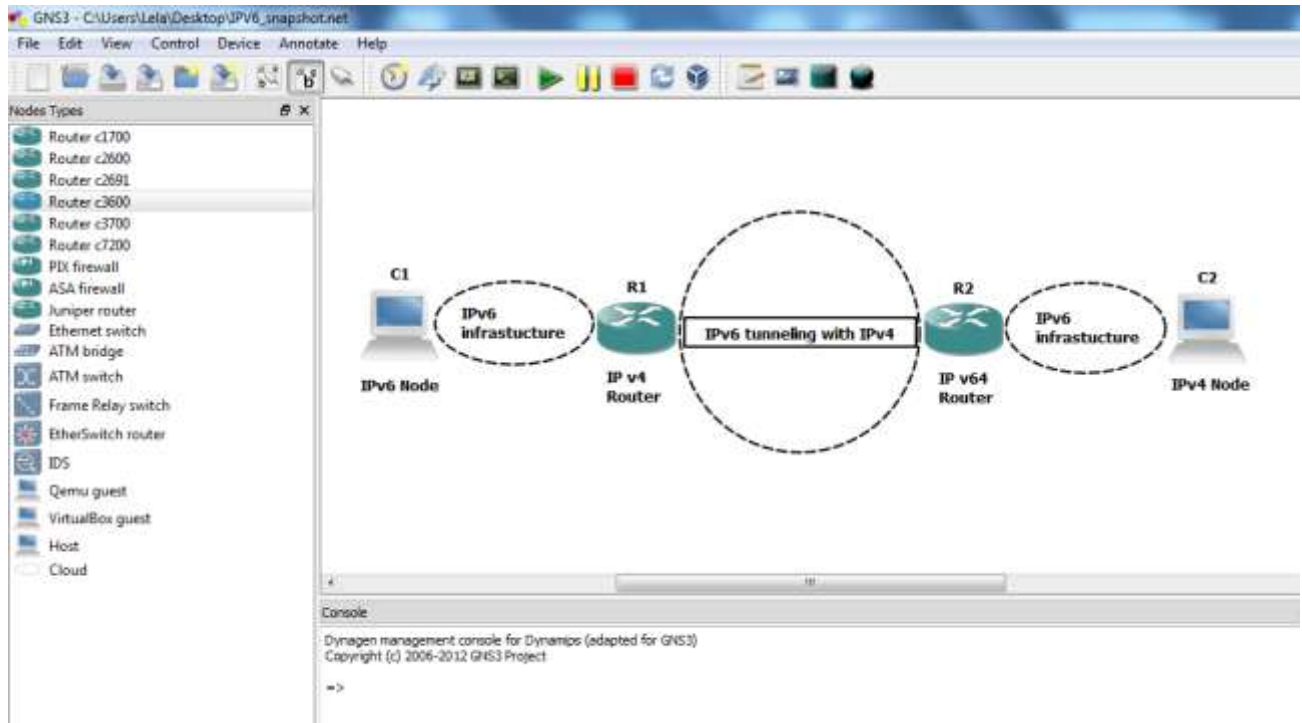 GNS3 - C:\Users\Lela\Desktop\IPV6_snapshot.net
File Edit View Control Device Annotate Help
Nodes Types
Router c1700
Router c2600
Router c2691
Router c3600
Router c3700
Router c7200
PIX firewall
ASA firewall
Juniper router
Ethernet switch
ATM bridge
ATM switch
Frame Relay switch
EtherSwitch router
IDS
Qemu guest
VirtualBox guest
Host
Cloud
C1
IPv6
infrastucture
IPv6 Node
R1
IP v4
Router
IPv6 tunneling with IPv4
R2
IP v64
Router
IPv6
infrastucture
C2
IPv4 Node
Console
Dynagen management console for Dynamips (adapted for GNS3)
Copyright (c) 2006-2012 GNS3 Project
=>